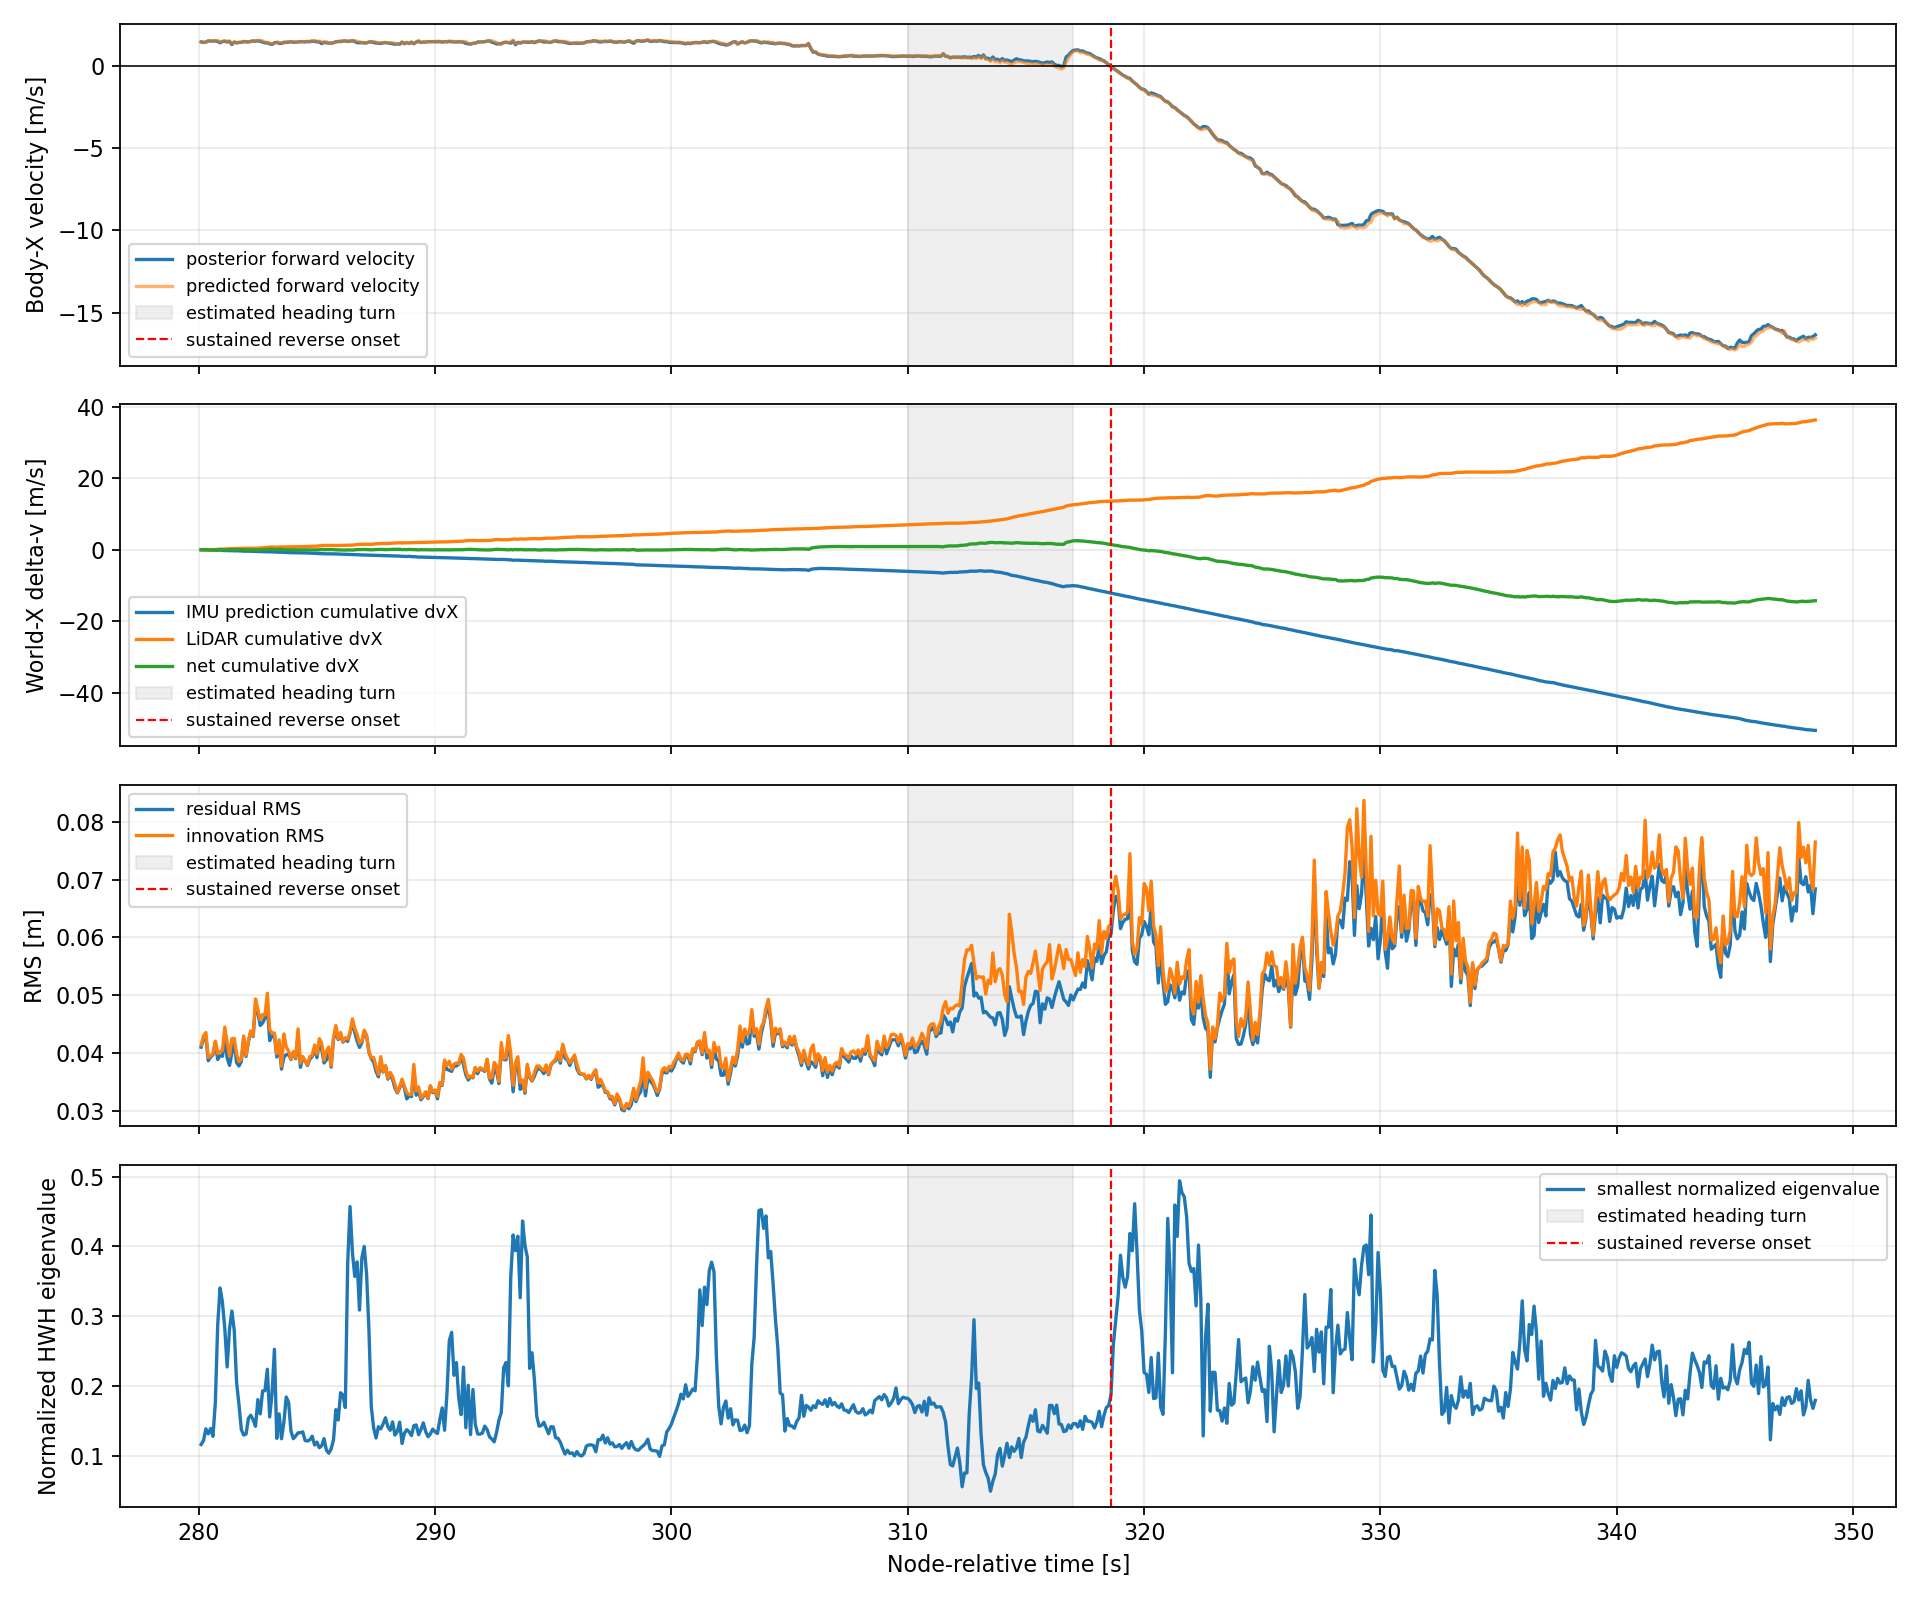 Body-X velocity [m/s]
0
−5
−10
−15
posterior forward velocity
predicted forward velocity
estimated heading turn
sustained reverse onset
World-X delta-v [m/s]
40
20
0
−20
−40
IMU prediction cumulative dvX
LiDAR cumulative dvX
net cumulative dvX
estimated heading turn
sustained reverse onset
RMS [m]
0.08
0.07
0.06
0.05
0.04
0.03
residual RMS
innovation RMS
estimated heading turn
sustained reverse onset
Normalized HWH eigenvalue
0.5
0.4
0.3
0.2
0.1
smallest normalized eigenvalue
estimated heading turn
sustained reverse onset
280 290 300 310 320 330 340 350
Node-relative time [s]